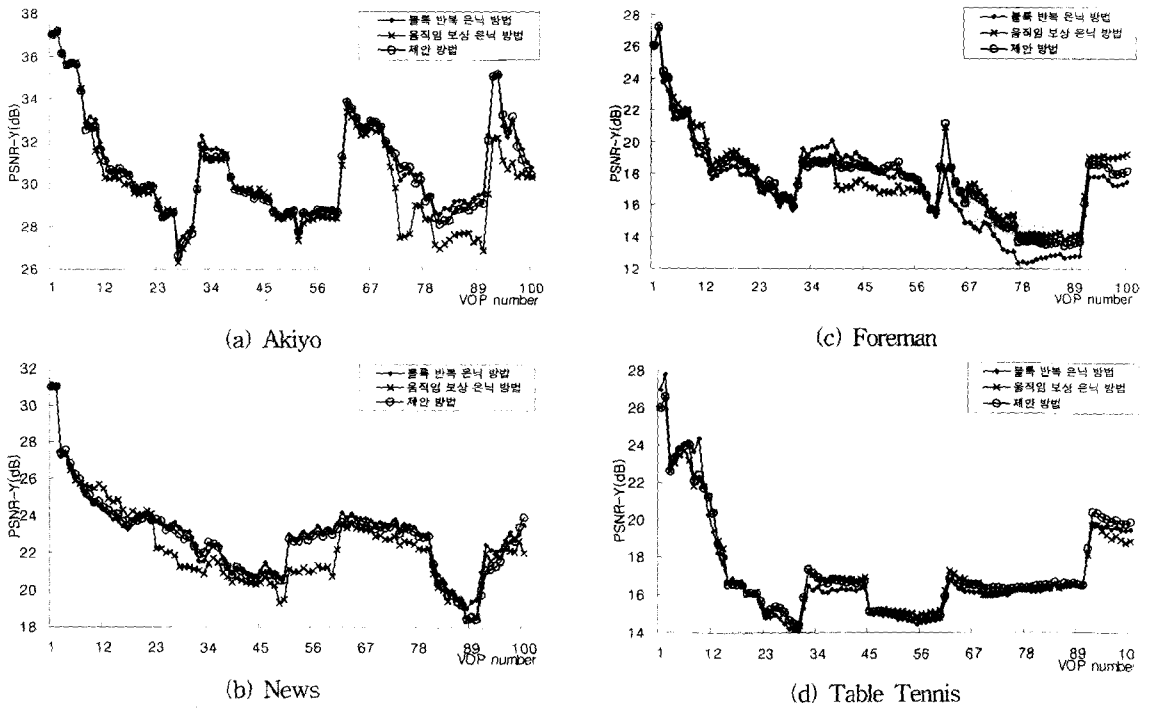 블록 반복 은닉 방법
움직임 보상 은닉 방법
제안 방법
PSNR-Y(dB)
38
36
34
32
30
28
26
1 12 23 34 45 56 67 78 89 100
VOP number
(a) Akiyo
블록 반복 은닉 방법
움직임 보상 은닉 방법
제안 방법
PSNR-Y(dB)
28
26
24
22
20
18
16
14
12
1 12 23 34 45 56 67 78 89 100
VOP number
(c) Foreman
블록 반복 은닉 방법
움직임 보상 은닉 방법
제안 방법
PSNR-Y(dB)
32
30
28
26
24
22
20
18
1 12 23 34 45 56 67 78 89 100
VOP number
(b) News
블록 반복 은닉 방법
움직임 보상 은닉 방법
제안 방법
PSNR-Y(dB)
28
26
24
22
20
18
16
14
1 12 23 34 45 56 67 78 89 10
VOP numbe
(d) Table Tennis